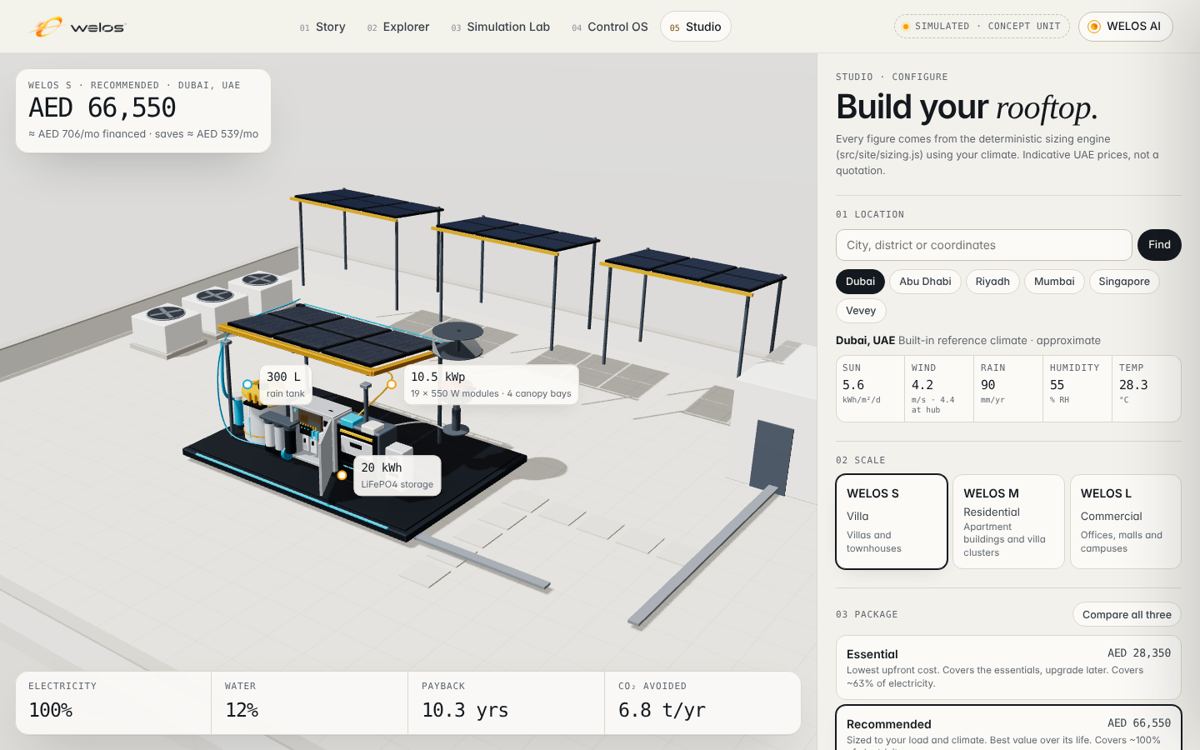 welos
01 Story
02 Explorer
03 Simulation Lab
04 Control OS
05 Studio
SIMULATED · CONCEPT UNIT
WELOS AI
WELOS S · RECOMMENDED · DUBAI, UAE
AED 66,550
≈ AED 706/mo financed · saves ≈ AED 539/mo
300 L
rain tank
10.5 kWp
19 × 550 W modules · 4 canopy bays
20 kWh
LiFePO4 storage
ELECTRICITY
100%
WATER
12%
PAYBACK
10.3 yrs
CO₂ AVOIDED
6.8 t/yr
STUDIO · CONFIGURE
Build your rooftop.
Every figure comes from the deterministic sizing engine
(src/site/sizing.js) using your climate. Indicative UAE prices, not a
quotation.
01 LOCATION
City, district or coordinates
Find
Dubai
Abu Dhabi
Riyadh
Mumbai
Singapore
Vevey
Dubai, UAE Built-in reference climate · approximate
SUN
5.6
kWh/m²/d
WIND
4.2
m/s · 4.4
at hub
RAIN
90
mm/yr
HUMIDITY
55
% RH
TEMP
28.3
°C
02 SCALE
WELOS S
Villa
Villas and
townhouses
WELOS M
Residential
Apartment
buildings and villa
clusters
WELOS L
Commercial
Offices, malls and
campuses
03 PACKAGE
Compare all three
Essential
AED 28,350
Lowest upfront cost. Covers the essentials, upgrade later. Covers
~63% of electricity.
Recommended
AED 66,550
Sized to your load and climate. Best value over its life. Covers ~100%